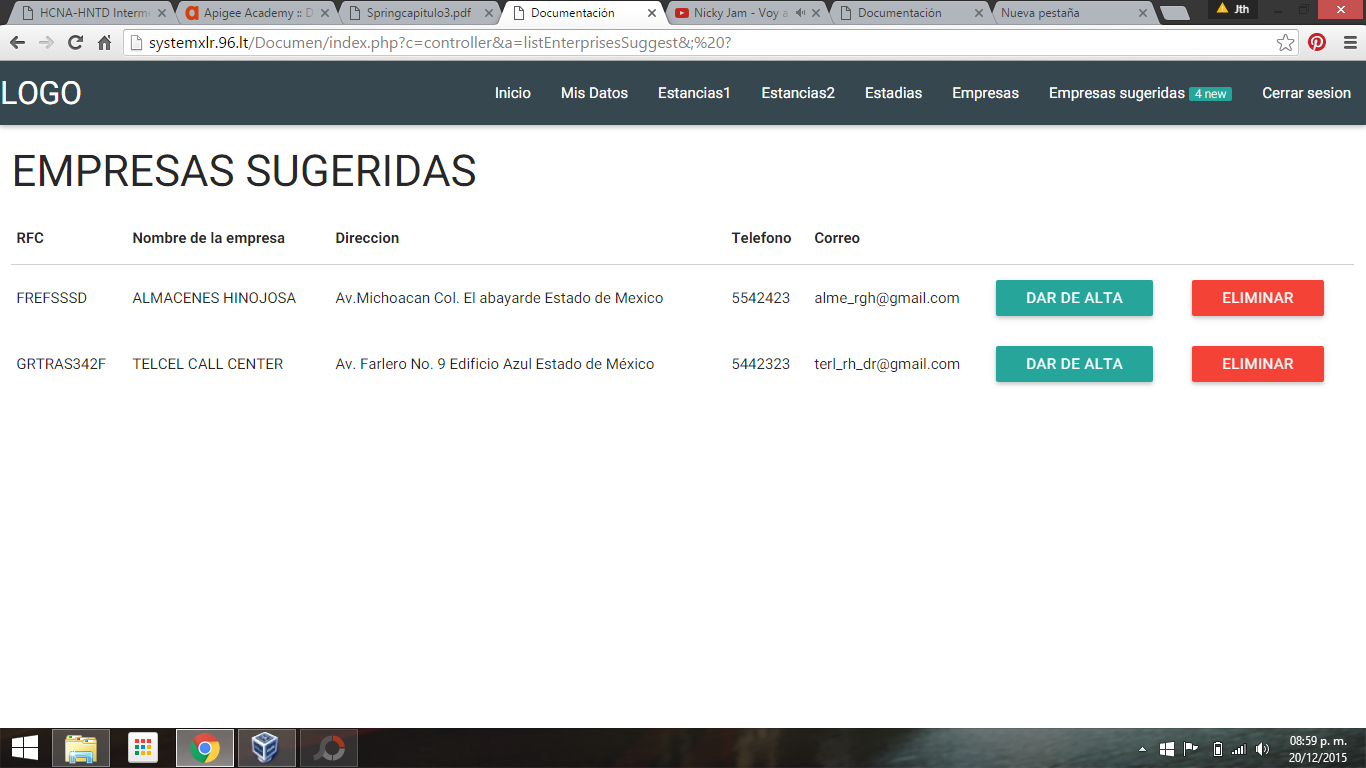 HCNA-HNTD Interm
Apigee Academy :: D
Springcapitulo3.pdf
Documentación
Nicky Jam - Voy a
Documentación
Nueva pestaña
Jth
systemxlr.96.lt/Documen/index.php?c=controller&a=listEnterprisesSuggest&;%20?
LOGO
Inicio
Mis Datos
Estancias1
Estancias2
Estadias
Empresas
Empresas sugeridas 4 new
Cerrar sesion
EMPRESAS SUGERIDAS
RFC Nombre de la empresa Direccion Telefono Correo
FREFSSSD ALMACENES HINOJOSA Av.Michoacan Col. El abayarde Estado de Mexico 5542423 alme_rgh@gmail.com DAR DE ALTA ELIMINAR
GRTRAS342F TELCEL CALL CENTER Av. Farlero No. 9 Edificio Azul Estado de México 5442323 terl_rh_dr@gmail.com DAR DE ALTA ELIMINAR
08:59 p. m.
20/12/2015